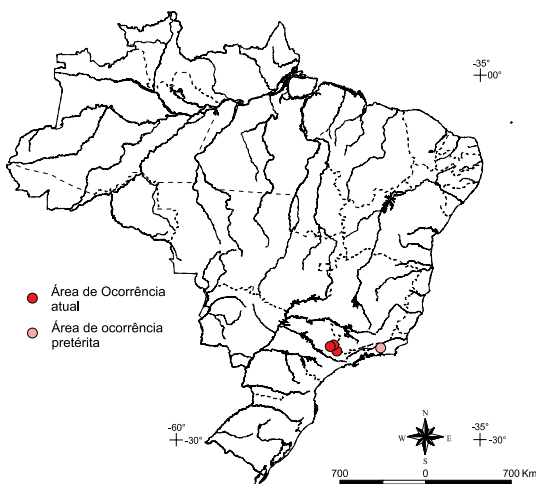 -35°
00°
Área de Ocorrência
atual
Área de ocorrência
pretérita
-60°
-30°
N
W E
S
-35°
-30°
700 0 700 Km